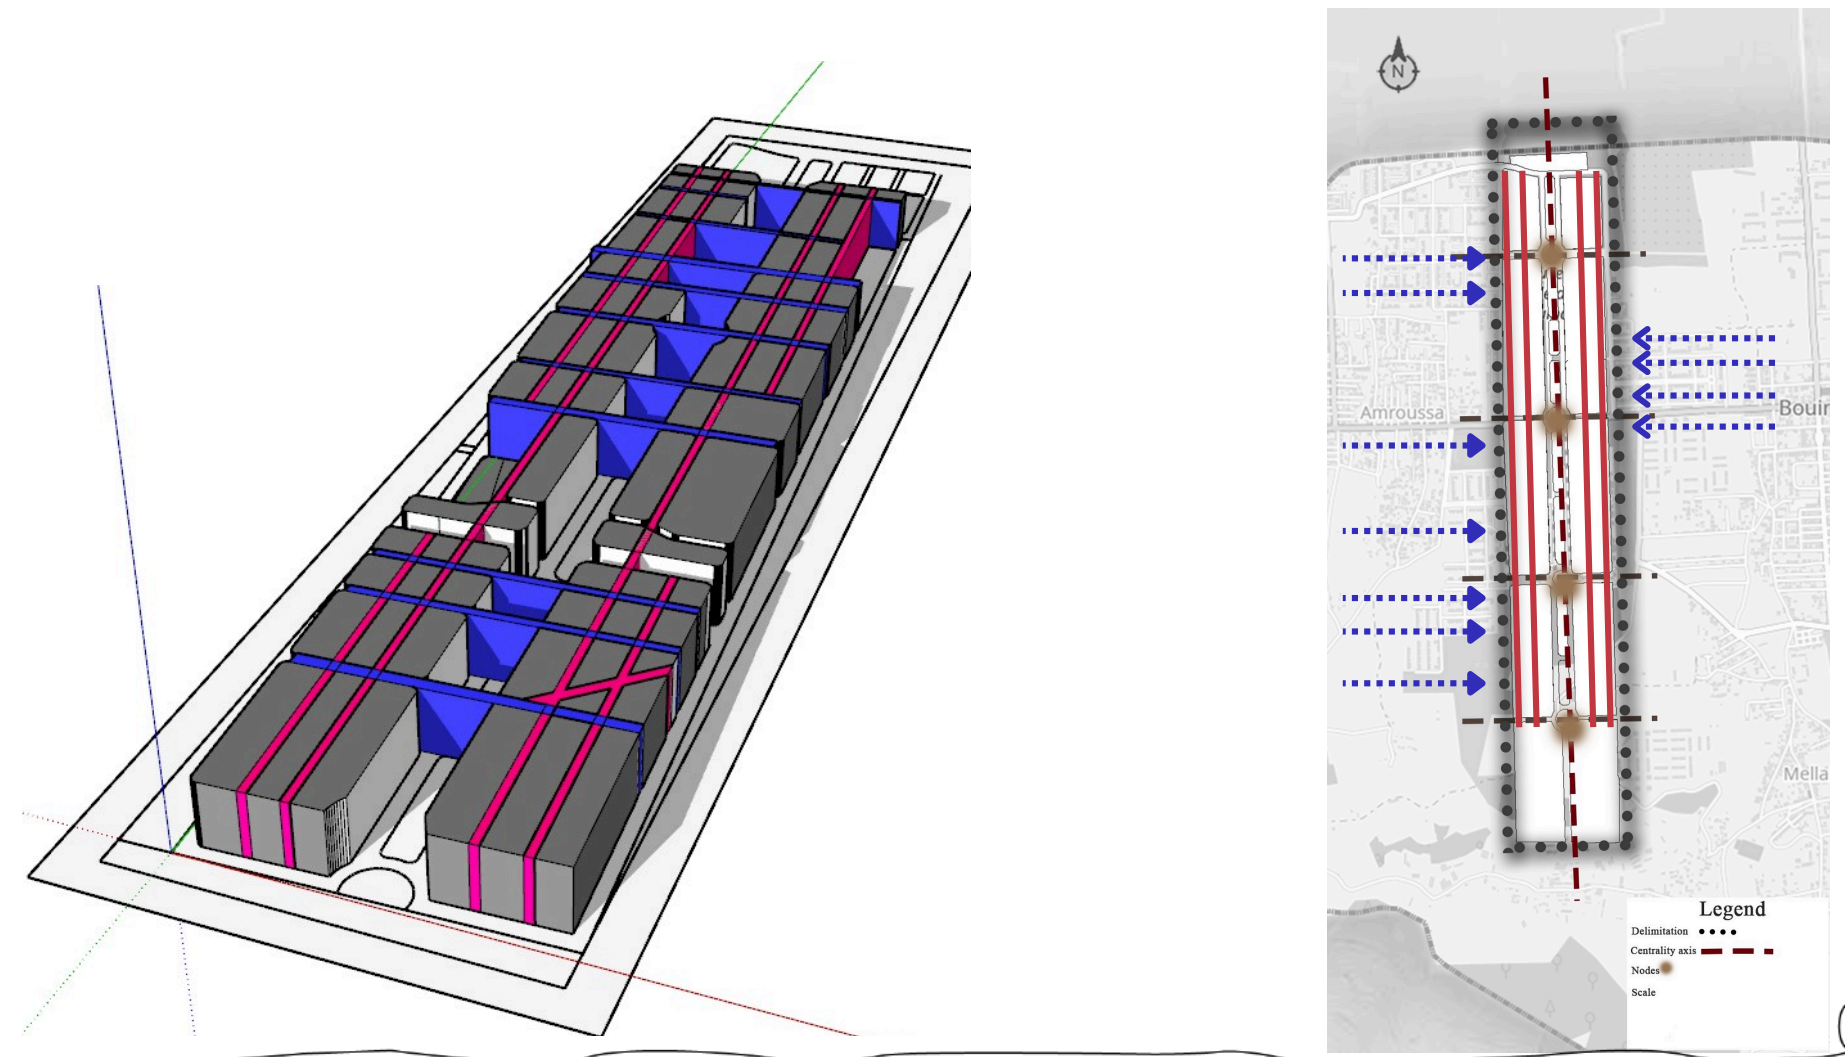 N
Amroussa
Bouir
Mella
Legend
Delimitation
Centrality axis
Nodes
Scale